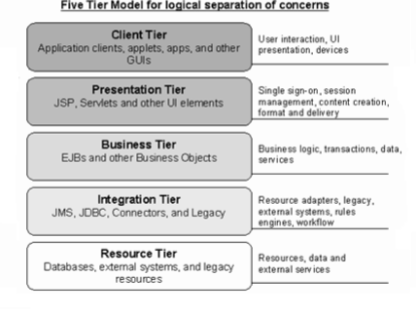 Five Tier Model for logical separation of concerns
Client Tier
Application clients, applets, apps, and other
GUIs
User interaction, UI
presentation, devices
Presentation Tier
JSP, Servlets and other UI elements
Single sign-on, session
management, content creation,
format and delivery
Business Tier
EJBs and other Business Objects
Business logic, transactions, data,
services
Integration Tier
JMS, JDBC, Connectors, and Legacy
Resource adapters, legacy,
external systems, rules
engines, workflow
Resource Tier
Databases, external systems, and legacy
resources
Resources, data and
external services